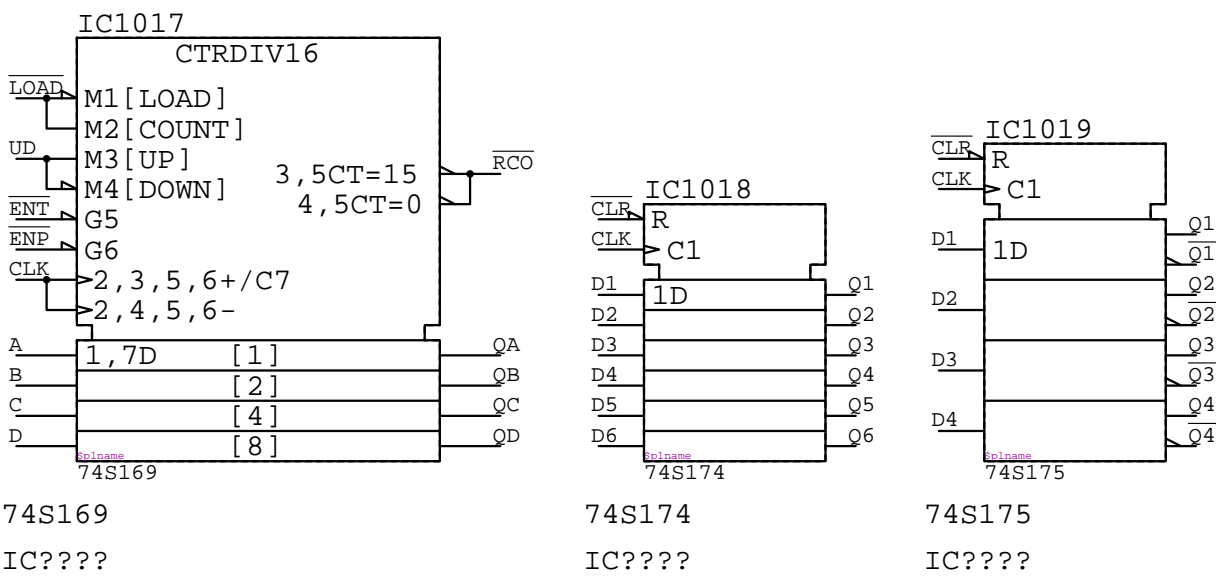 IC1017
CTRDIV16
LOAD
M1[LOAD]
M2[COUNT]
UD
M3[UP]
M4[DOWN]
3,5CT=15
4,5CT=0
RCO
ENT
G5
ENP
G6
CLK
2,3,5,6+/C7
2,4,5,6-
A
1,7D [1]
QA
B
[2]
QB
C
[4]
QC
D
[8]
QD
$plname
74S169
74S169
IC????
IC1018
CLR
R
CLK
C1
D1
1D
Q1
D2
Q2
D3
Q3
D4
Q4
D5
Q5
D6
Q6
$plname
74S174
74S174
IC????
IC1019
CLR
R
CLK
C1
D1
1D
Q1
Q1
D2
Q2
Q2
D3
Q3
Q3
D4
Q4
Q4
$plname
74S175
74S175
IC????